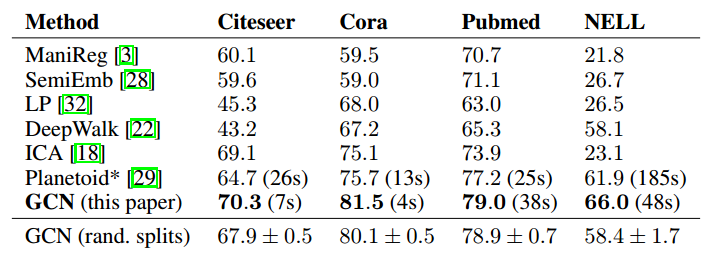 Method Citeseer Cora Pubmed NELL
ManiReg [3] 60.1 59.5 70.7 21.8
SemiEmb [28] 59.6 59.0 71.1 26.7
LP [32] 45.3 68.0 63.0 26.5
DeepWalk [22] 43.2 67.2 65.3 58.1
ICA [18] 69.1 75.1 73.9 23.1
Planetoid* [29] 64.7 (26s) 75.7 (13s) 77.2 (25s) 61.9 (185s)
GCN (this paper) 70.3 (7s) 81.5 (4s) 79.0 (38s) 66.0 (48s)
GCN (rand. splits) 67.9 ± 0.5 80.1 ± 0.5 78.9 ± 0.7 58.4 ± 1.7